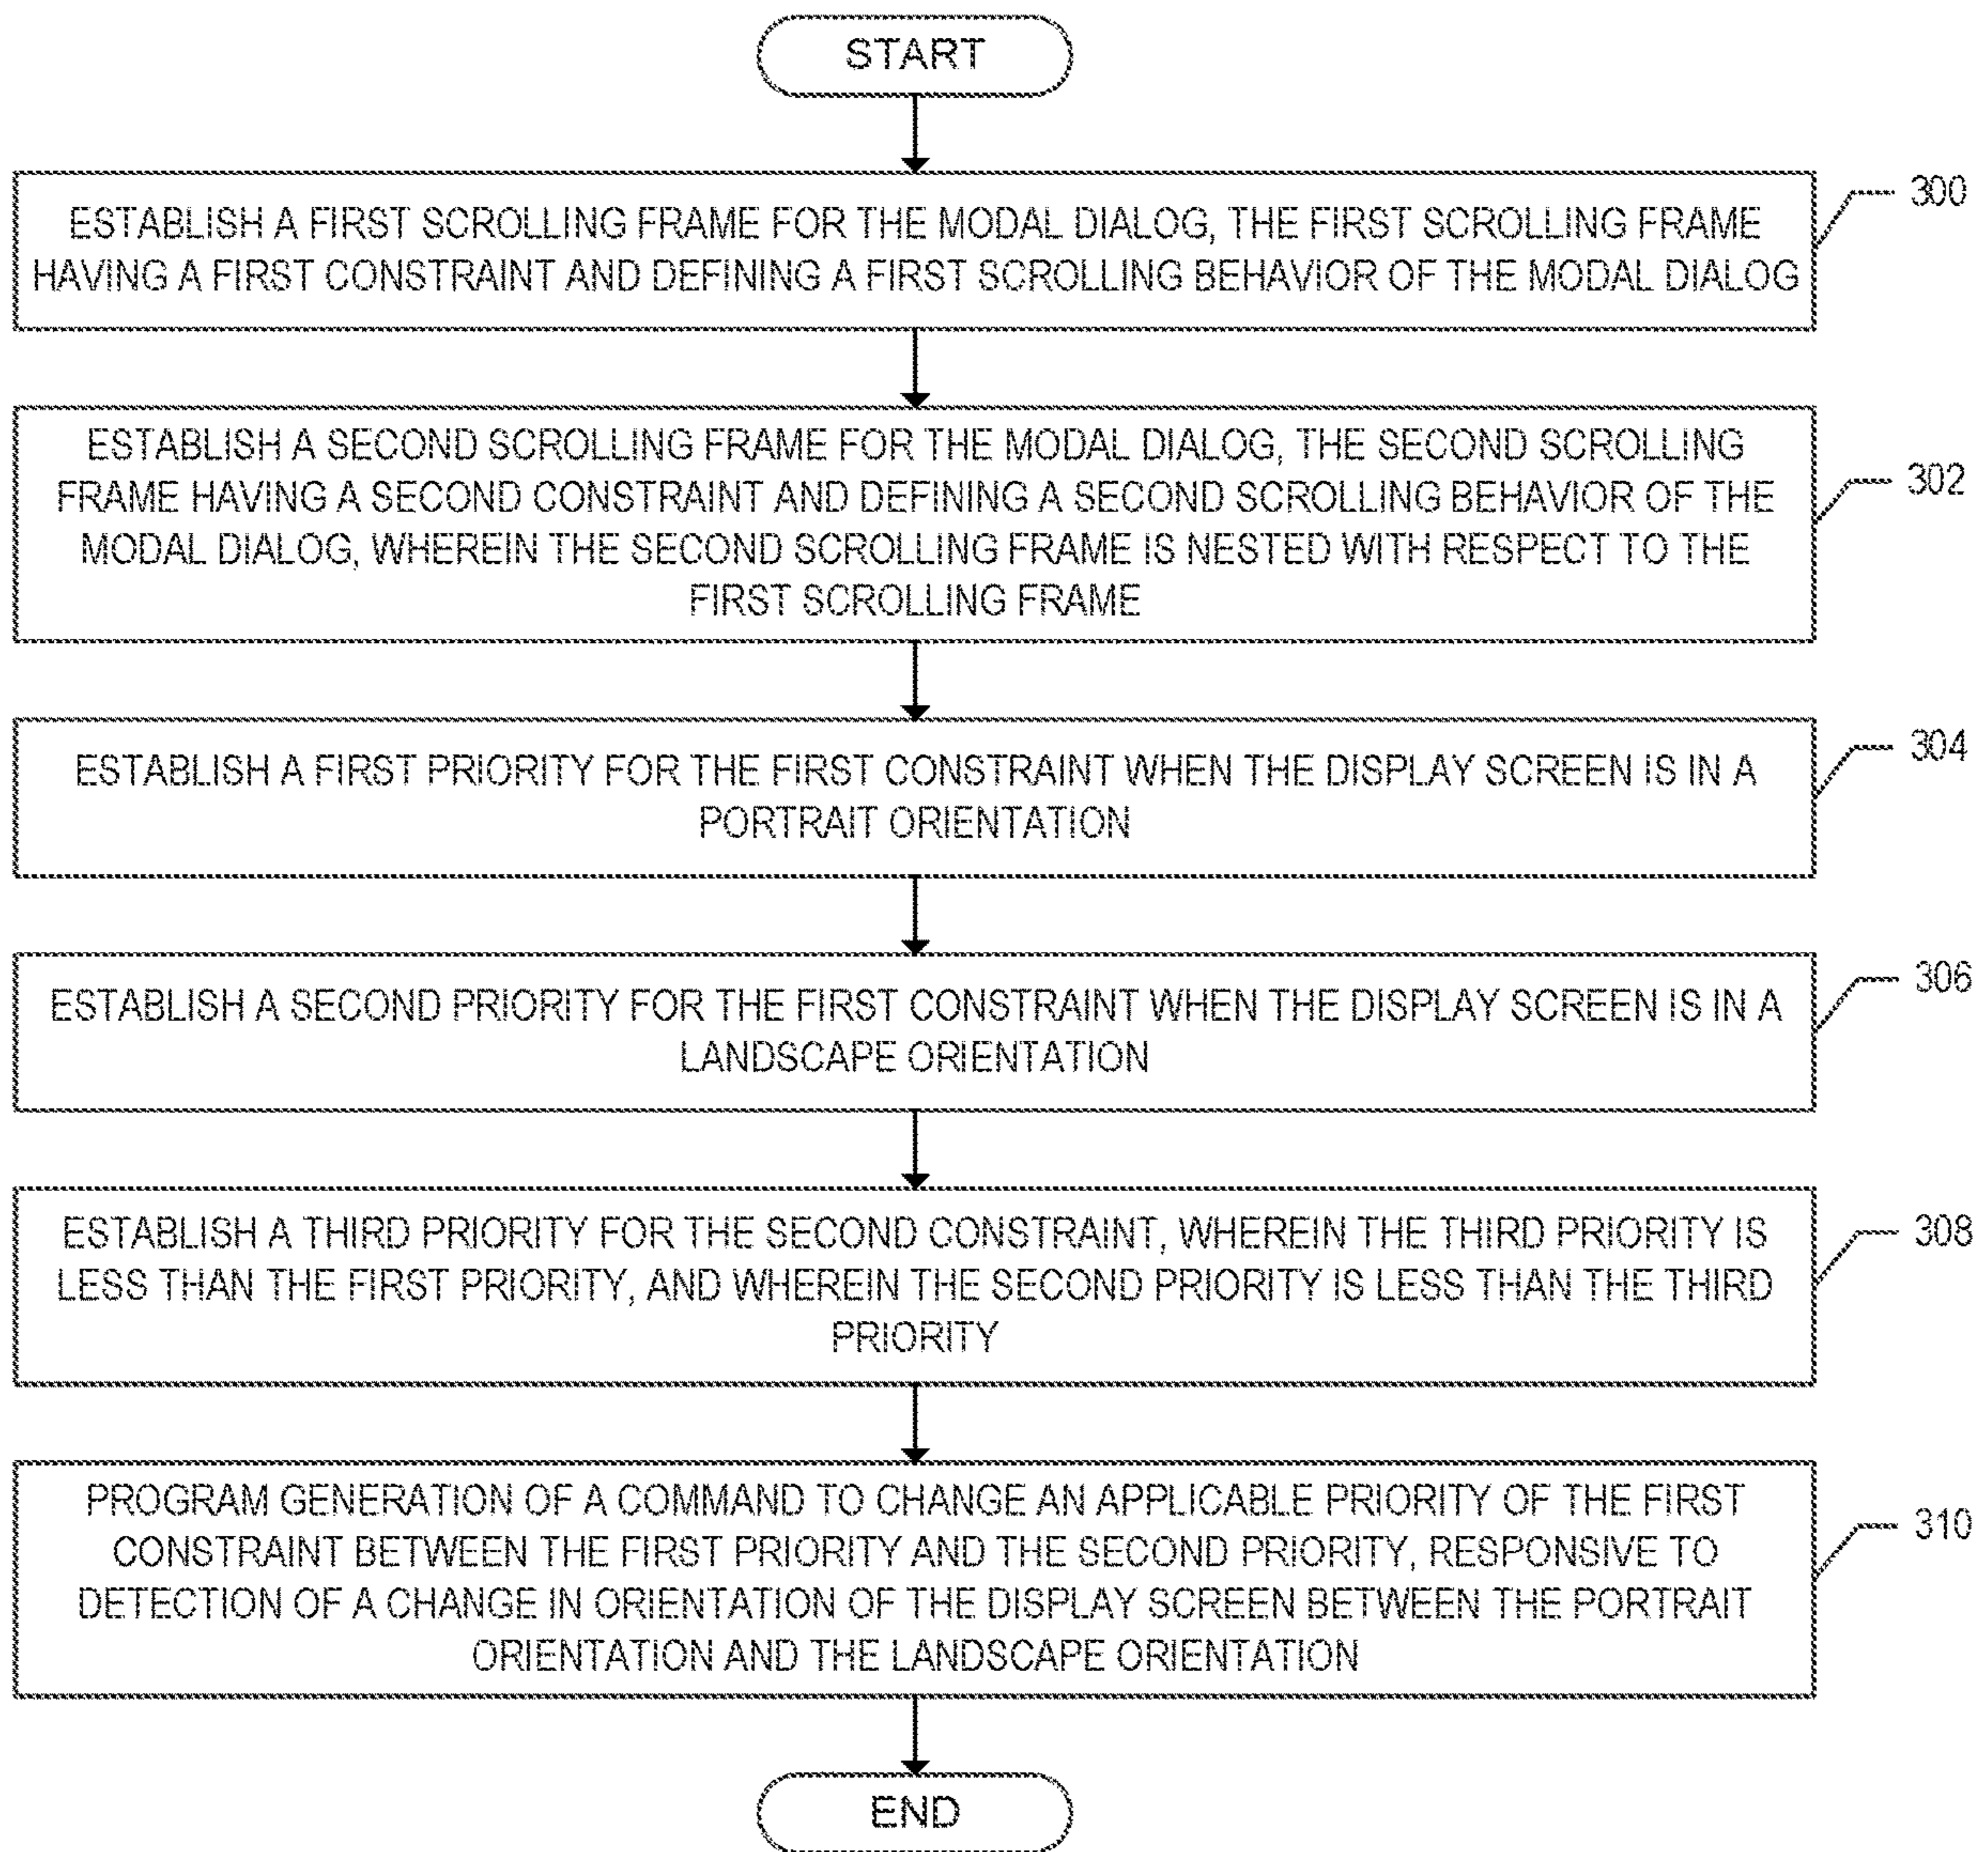 START
ESTABLISH A FIRST SCROLLING FRAME FOR THE MODAL DIALOG, THE FIRST SCROLLING FRAME
HAVING A FIRST CONSTRAINT AND DEFINING A FIRST SCROLLING BEHAVIOR OF THE MODAL DIALOG
300
ESTABLISH A SECOND SCROLLING FRAME FOR THE MODAL DIALOG, THE SECOND SCROLLING
FRAME HAVING A SECOND CONSTRAINT AND DEFINING A SECOND SCROLLING BEHAVIOR OF THE
MODAL DIALOG, WHEREIN THE SECOND SCROLLING FRAME IS NESTED WITH RESPECT TO THE
FIRST SCROLLING FRAME
302
ESTABLISH A FIRST PRIORITY FOR THE FIRST CONSTRAINT WHEN THE DISPLAY SCREEN IS IN A
PORTRAIT ORIENTATION
304
ESTABLISH A SECOND PRIORITY FOR THE FIRST CONSTRAINT WHEN THE DISPLAY SCREEN IS IN A
LANDSCAPE ORIENTATION
306
ESTABLISH A THIRD PRIORITY FOR THE SECOND CONSTRAINT, WHEREIN THE THIRD PRIORITY IS
LESS THAN THE FIRST PRIORITY, AND WHEREIN THE SECOND PRIORITY IS LESS THAN THE THIRD
PRIORITY
308
PROGRAM GENERATION OF A COMMAND TO CHANGE AN APPLICABLE PRIORITY OF THE FIRST
CONSTRAINT BETWEEN THE FIRST PRIORITY AND THE SECOND PRIORITY, RESPONSIVE TO
DETECTION OF A CHANGE IN ORIENTATION OF THE DISPLAY SCREEN BETWEEN THE PORTRAIT
ORIENTATION AND THE LANDSCAPE ORIENTATION
310
END